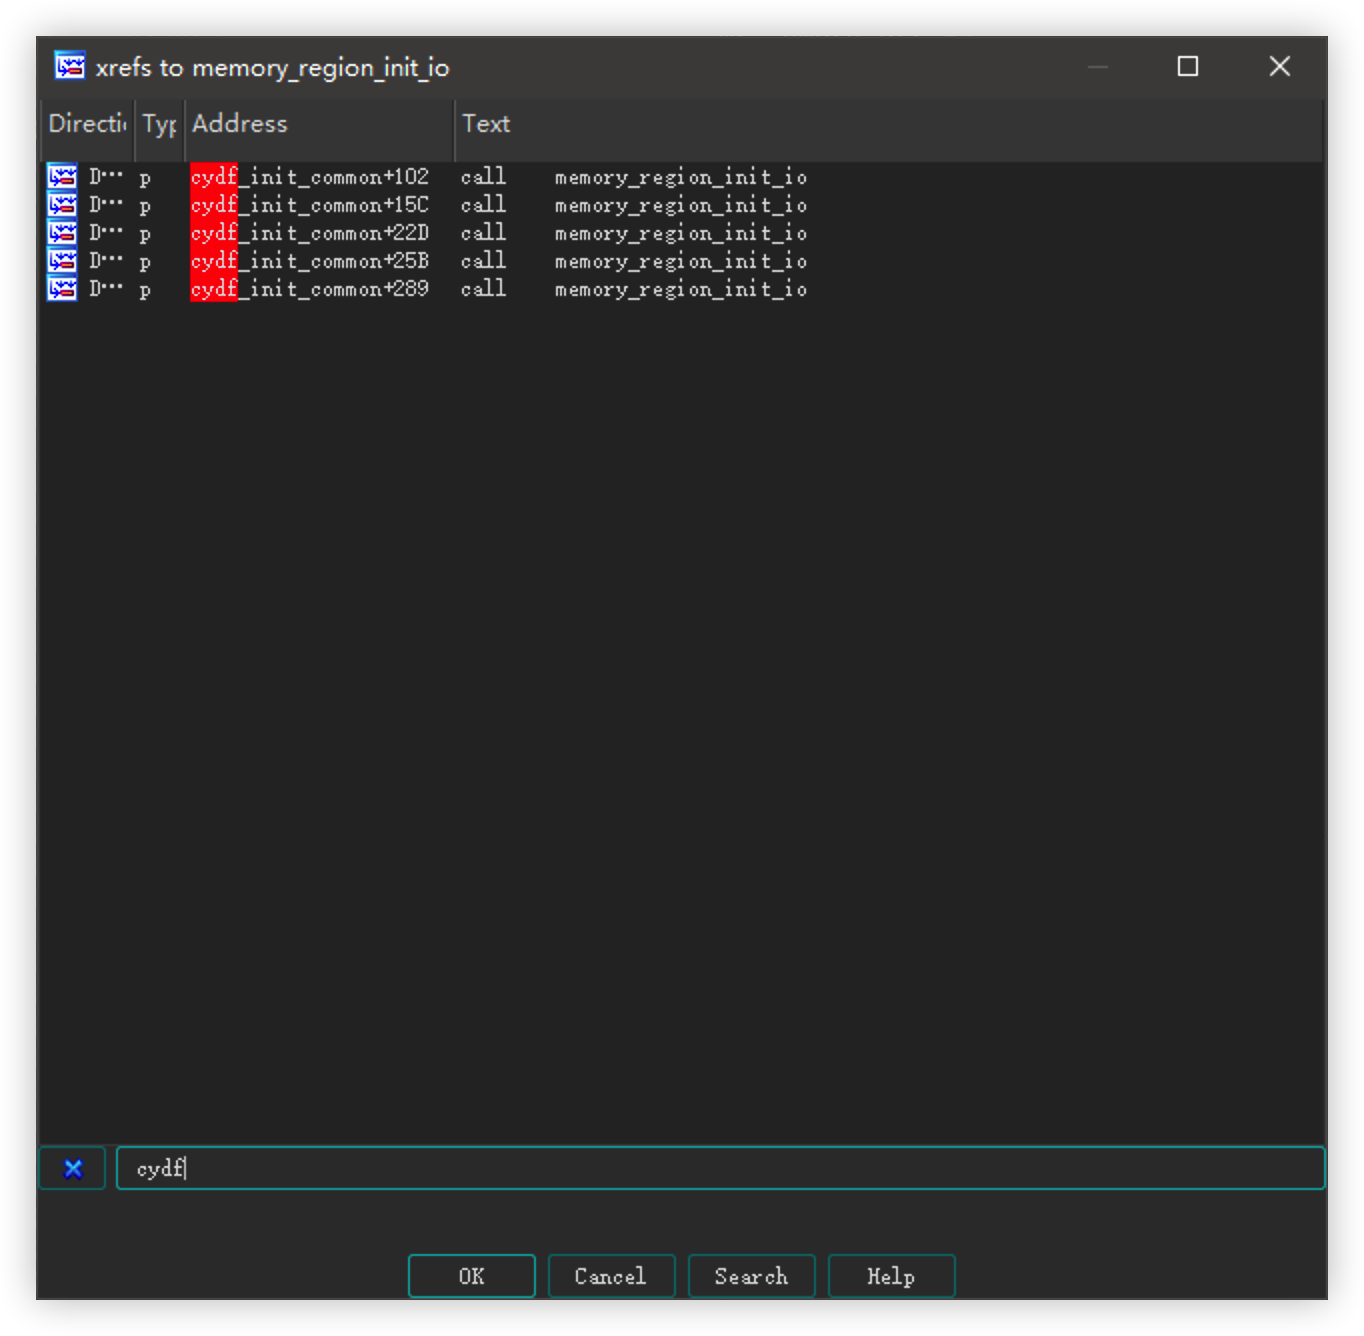 xrefs to memory_region_init_io
Directi Typ Address Text
D··· p cydf_init_common+102 call memory_region_init_io
D··· p cydf_init_common+15C call memory_region_init_io
D··· p cydf_init_common+22D call memory_region_init_io
D··· p cydf_init_common+25B call memory_region_init_io
D··· p cydf_init_common+289 call memory_region_init_io
cydf
OK Cancel Search Help